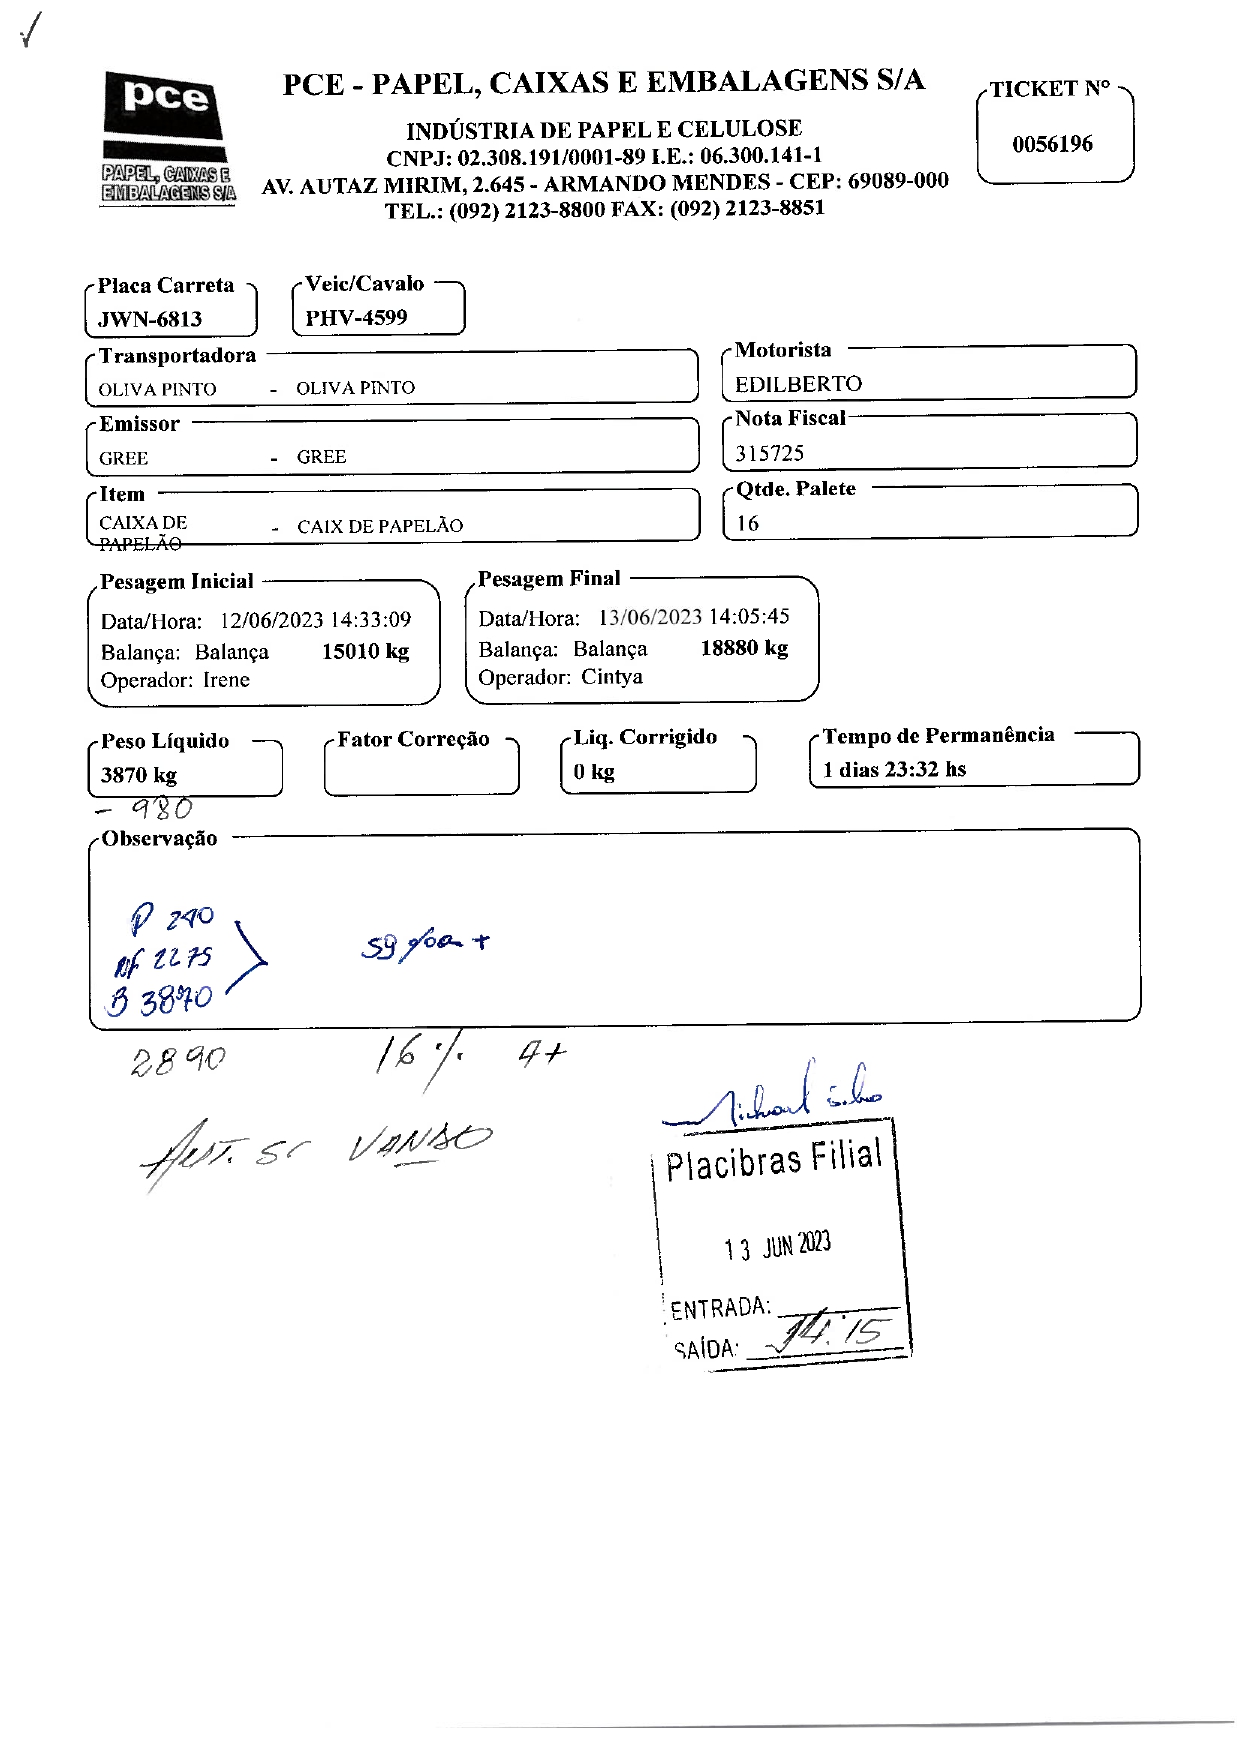 pce
PAPEL, CAIXAS E
EMBALAGENS S/A
PCE - PAPEL, CAIXAS E EMBALAGENS S/A
INDÚSTRIA DE PAPEL E CELULOSE
CNPJ: 02.308.191/0001-89 I.E.: 06.300.141-1
AV. AUTAZ MIRIM, 2.645 - ARMANDO MENDES - CEP: 69089-000
TEL.: (092) 2123-8800 FAX: (092) 2123-8851
TICKET Nº
0056196
Placa Carreta
JWN-6813
Veic/Cavalo
PHV-4599
Transportadora
OLIVA PINTO - OLIVA PINTO
Motorista
EDILBERTO
Emissor
GREE - GREE
Nota Fiscal
315725
Item
CAIXA DE
PAPELÃO
- CAIX DE PAPELÃO
Qtde. Palete
16
Pesagem Inicial
Data/Hora: 12/06/2023 14:33:09
Balança: Balança 15010 kg
Operador: Irene
Pesagem Final
Data/Hora: 13/06/2023 14:05:45
Balança: Balança 18880 kg
Operador: Cintya
Peso Líquido
3870 kg
- 980
Fator Correção
Liq. Corrigido
0 kg
Tempo de Permanência
1 dias 23:32 hs
Observação
P 240
NF 2275
B 3870
2890 16% 4+
VANDO
Placibras Filial
13 JUN 2023
ENTRADA:
SAÍDA: 14:15